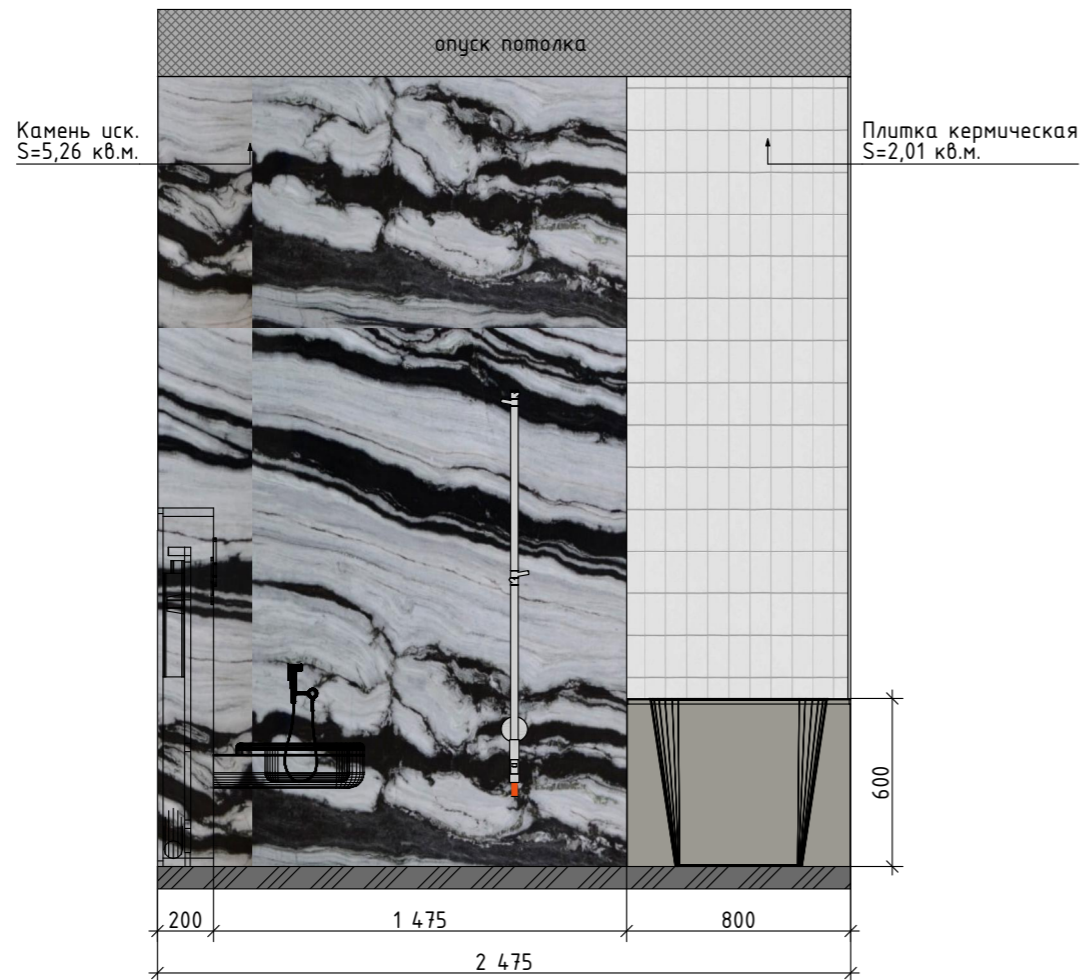 опуск потолка
Камень иск.
S=5,26 кв.м.
Плитка кермическая
S=2,01 кв.м.
600
200
1 475
800
2 475